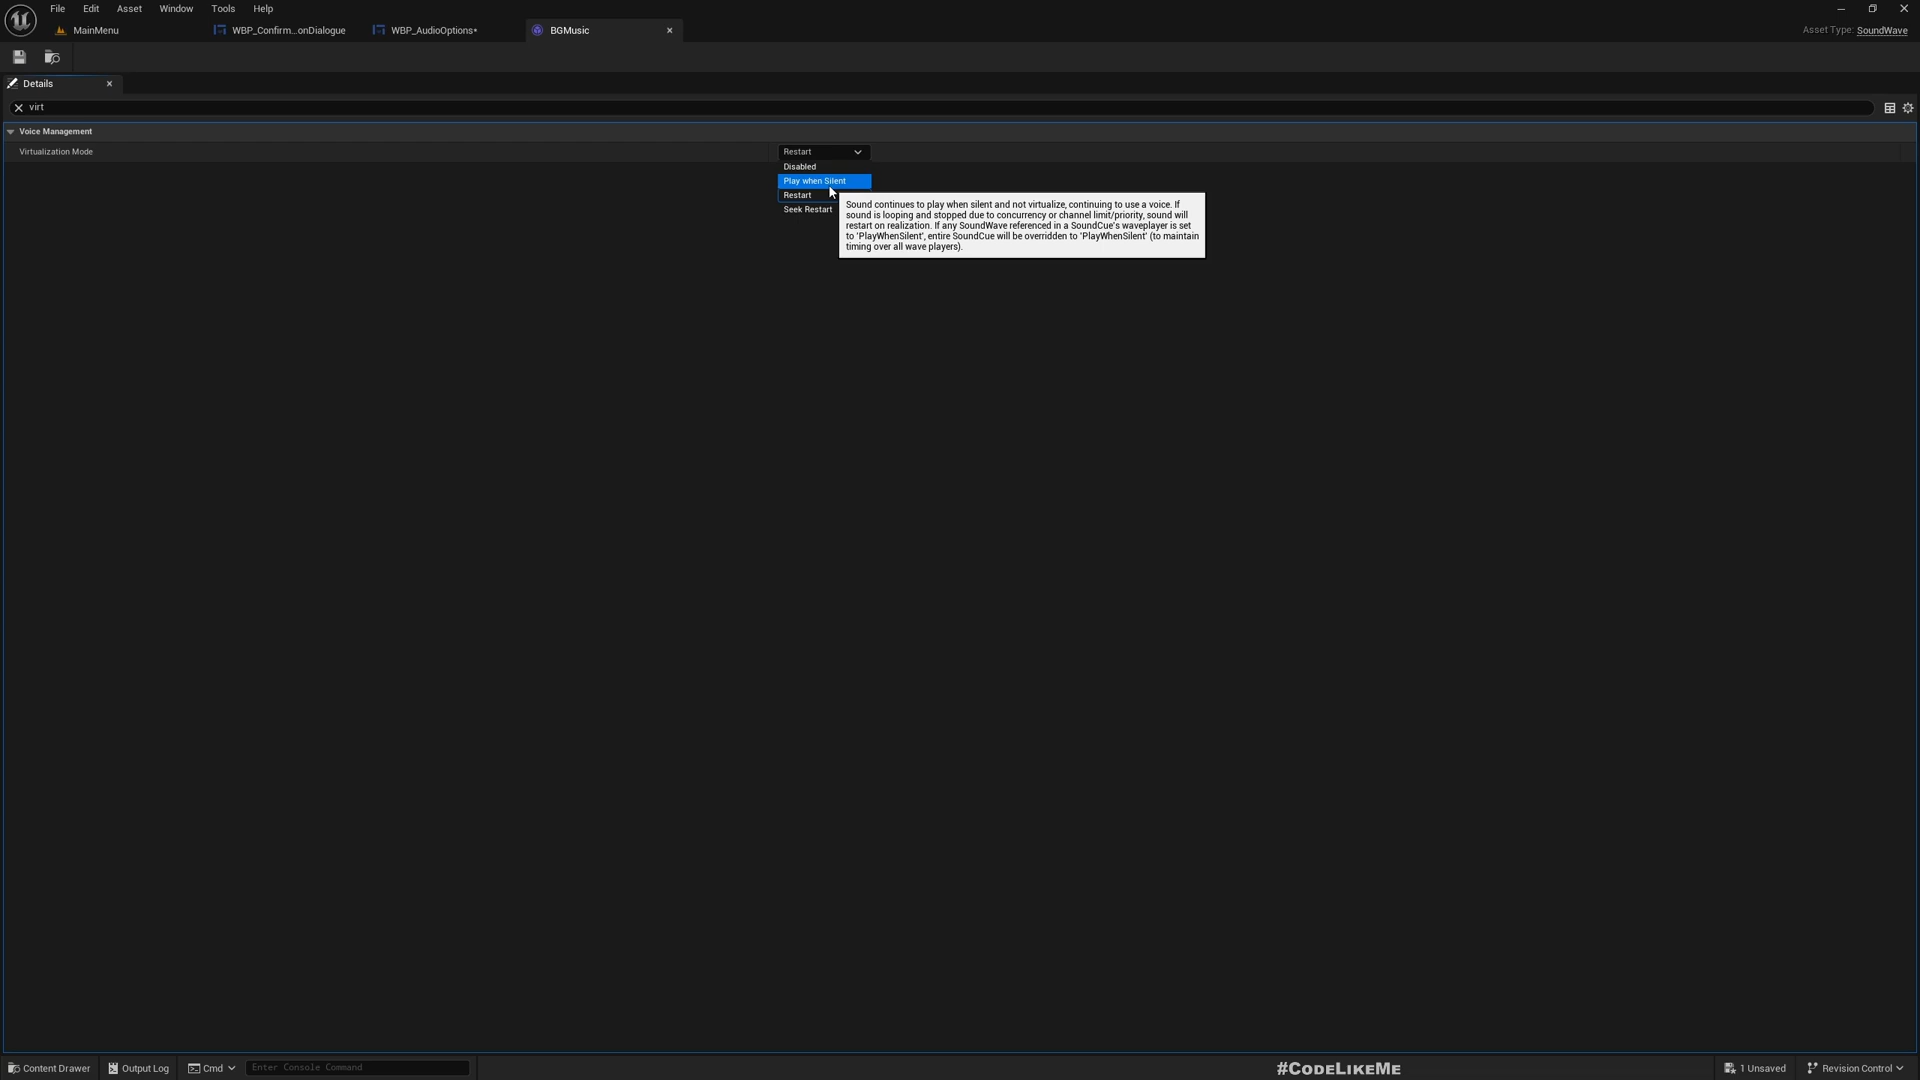 File Edit Asset Window Tools Help
MainMenu WBP_Confirm...onDialogue WBP_AudioOptions• BGMusic Asset Type: SoundWave
Details
virt
Voice Management
Virtualization Mode Restart
Disabled
Play when Silent
Restart
Seek Restart
Sound continues to play when silent and not virtualize, continuing to use a voice. If
sound is looping and stopped due to concurrency or channel limit/priority, sound will
restart on realization. If any SoundWave referenced in a SoundCue's waveplayer is set
to 'PlayWhenSilent', entire SoundCue will be overridden to 'PlayWhenSilent' (to maintain
timing over all wave players).
Content Drawer Output Log Cmd Enter Console Command #CodeLikeMe 1 Unsaved Revision Control